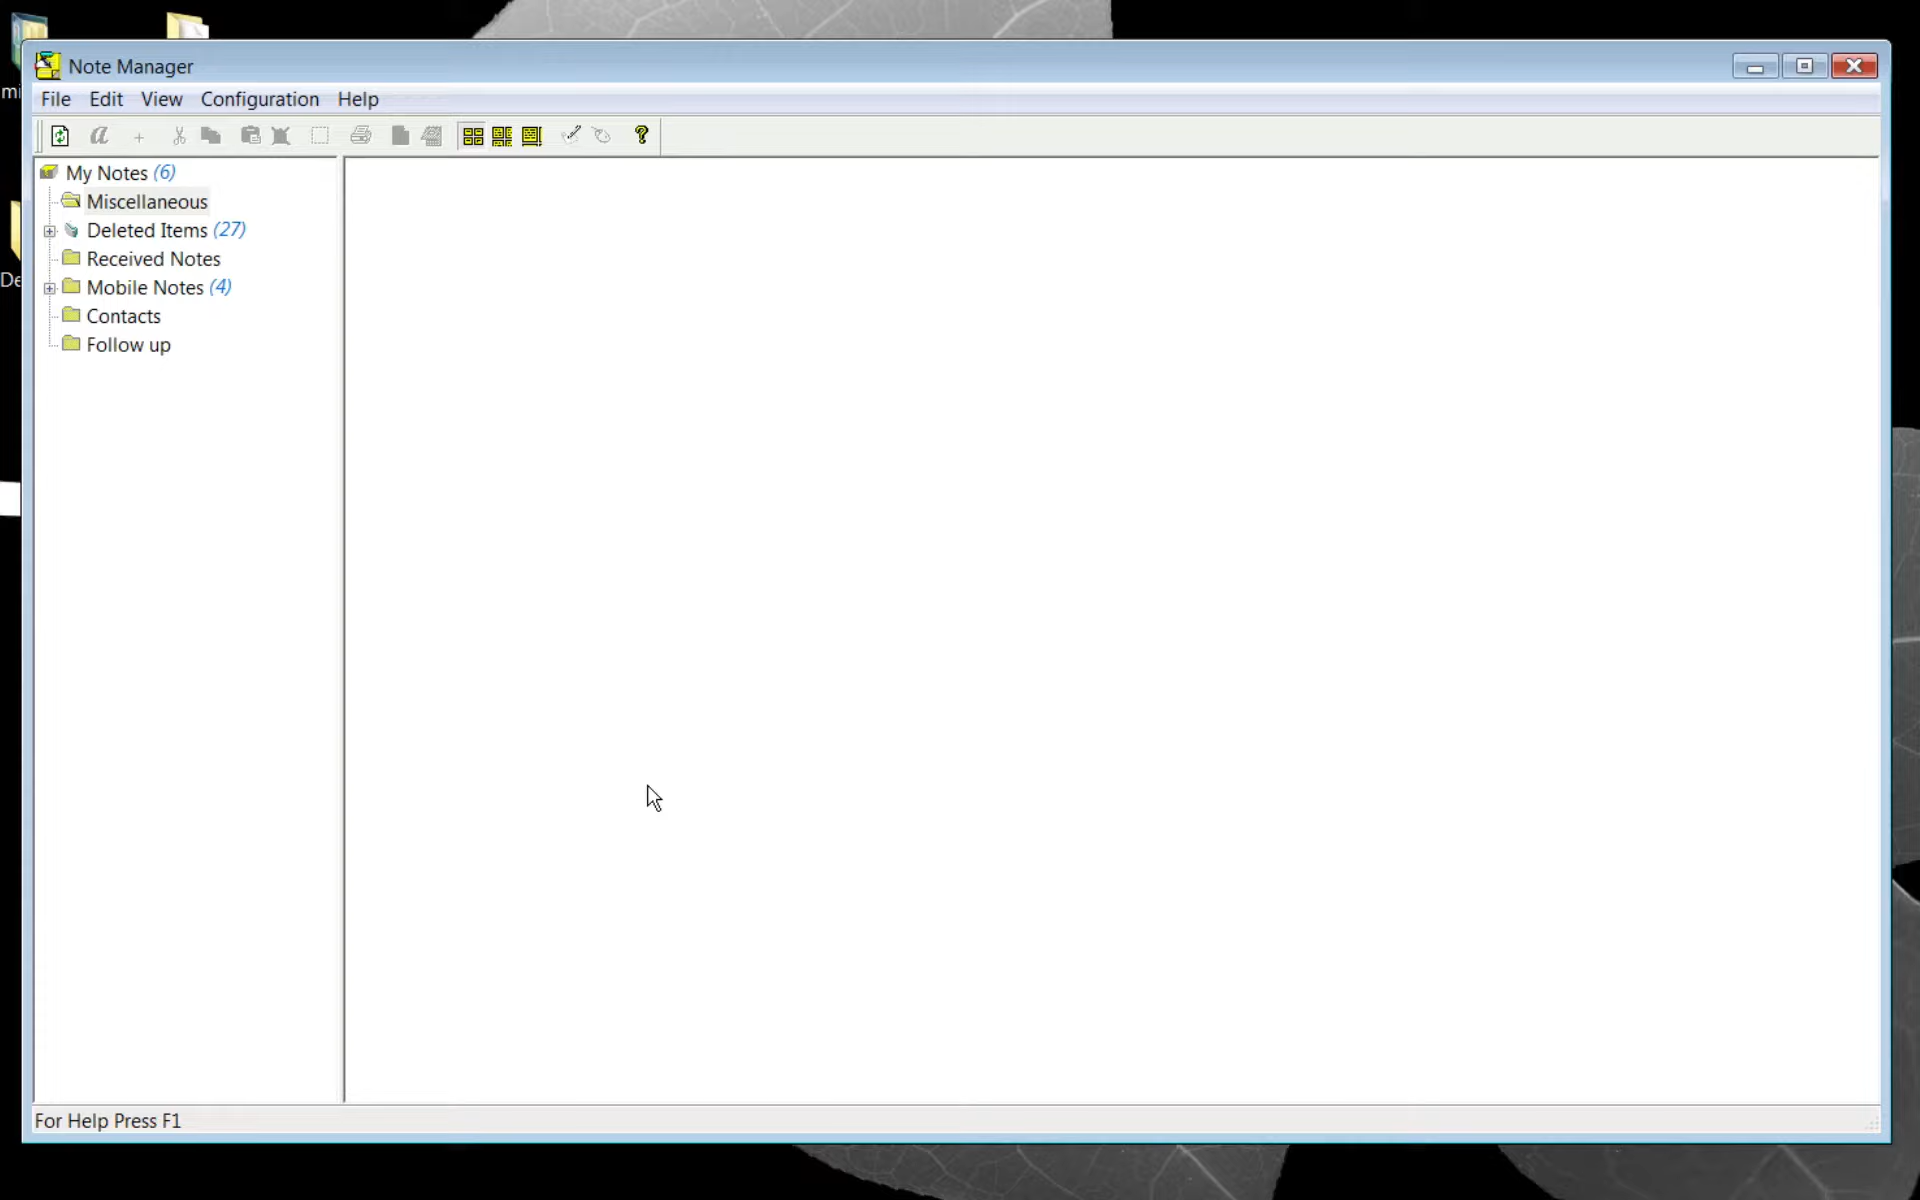 Note Manager
File Edit View Configuration Help
My Notes (6)
Miscellaneous
Deleted Items (27)
Received Notes
Mobile Notes (4)
Contacts
Follow up
For Help Press F1